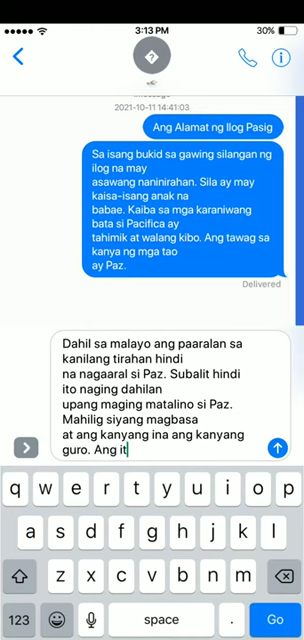 3:13 PM
30%
2021-10-11 14:41:03
Ang Alamat ng Ilog Pasig
Sa isang bukid sa gawing silangan ng
ilog na may
asawang naninirahan. Sila ay may
kaisa-isang anak na
babae. Kaiba sa mga karaniwang
bata si Pacifica ay
tahimik at walang kibo. Ang tawag sa
kanya ng mga tao
ay Paz.
Delivered
Dahil sa malayo ang paaralan sa
kanilang tirahan hindi
na nagaaral si Paz. Subalit hindi
ito naging dahilan
upang maging matalino si Paz.
Mahilig siyang magbasa
at ang kanyang ina ang kanyang
guro. Ang it
q w e r t y u i o p
a s d f g h j k l
z x c v b n m
123 space . Go